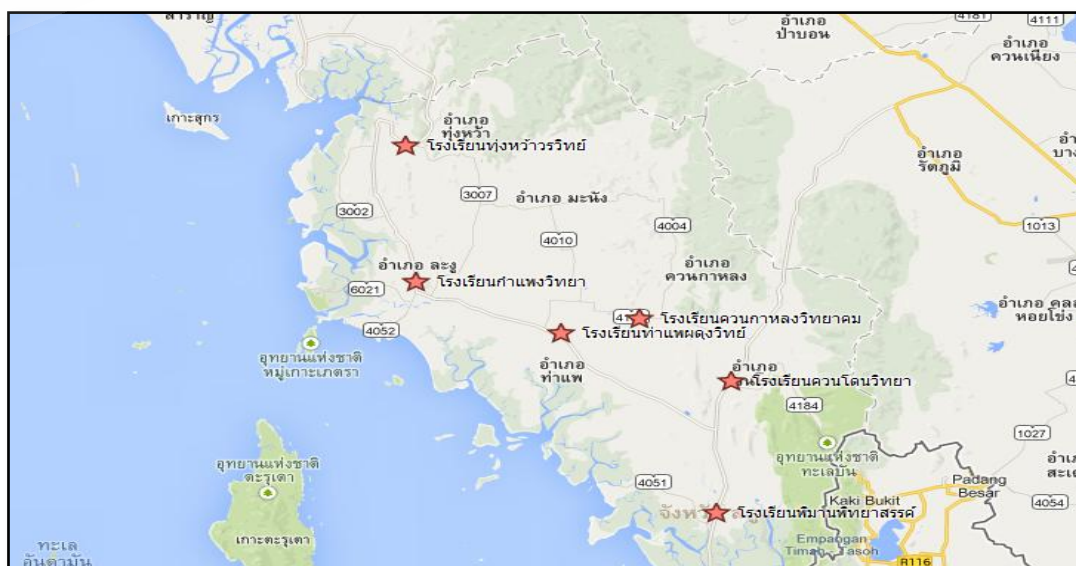 สำราญ
4181
4111
อำเภอ
ป่าบอน
อำเภอ
ควนเนียง
เกาะสุกร
อำเภอ
ทุ่งหว้า
โรงเรียนทุ่งหว้าวรวิทย์
อำเภอ
รัตภูมิ
3007
อำเภอ มะนัง
3002
4004
1013
4010
อำเภอ ละงู
อำเภอ
ควนกาหลง
โรงเรียนกำแพงวิทยา
6021
อำเภอ คลอ
หอยโข่ง
โรงเรียนควนกาหลงวิทยาคม
4052
โรงเรียนท่าแพผดุงวิทย์
อุทยานแห่งชาติ
หมู่เกาะเภตรา
อำเภอ
ท่าแพ
อำเภอ
โรงเรียนควนโดนวิทยา
4184
1027
อุทยานแห่งชาติ
ตะรุเตา
อุทยานแห่งชาติ
ทะเลบัน
4051
Padang
Besar
Kaki Bukit
4054
จังหวัด
โรงเรียนพิมานพิทยาสรรค์
เกาะตะรุเตา
Empangan
Timah Tasoh
ทะเล
อันดามัน
R116